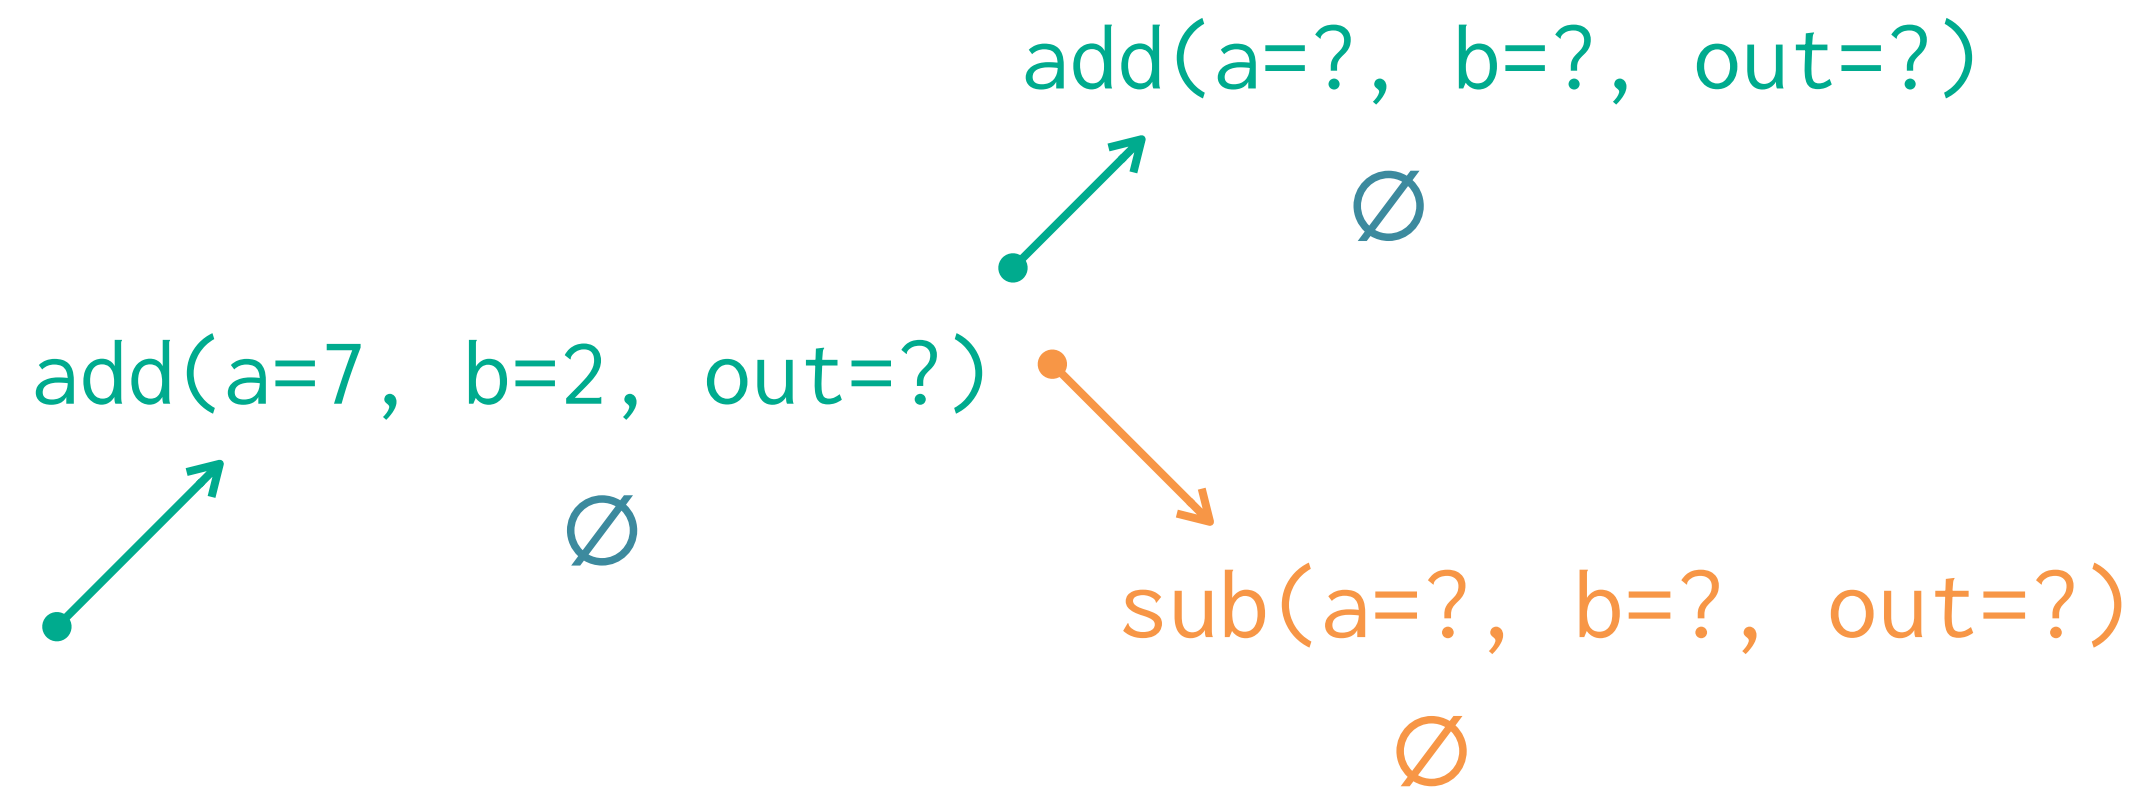 add(a=?, b=?, out=?)
∅
add(a=7, b=2, out=?)
∅
sub(a=?, b=?, out=?)
∅